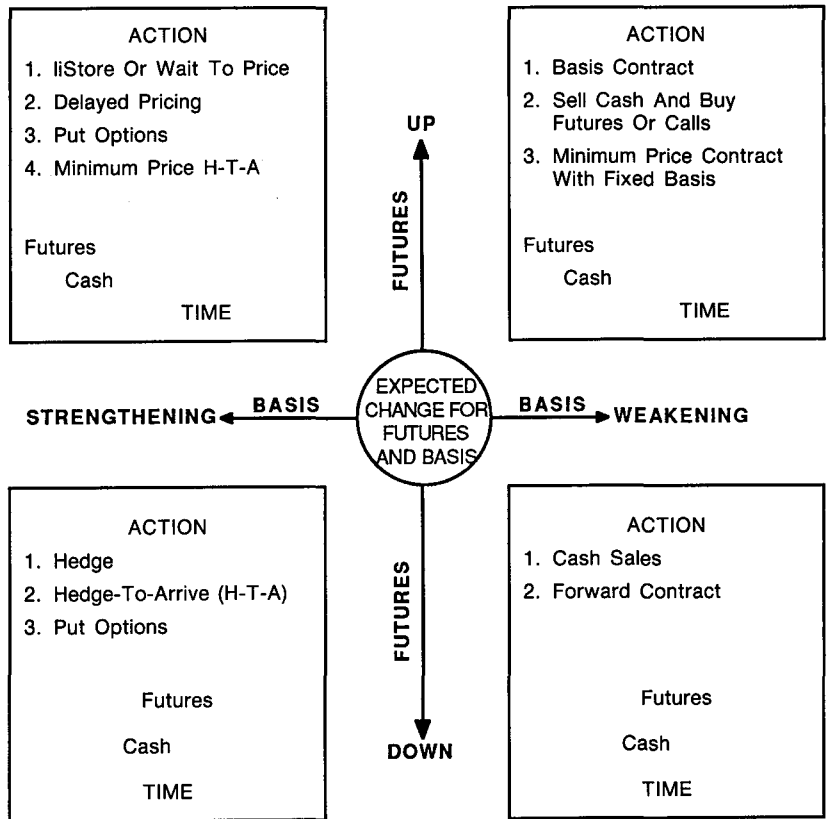 ACTION
1. liStore Or Wait To Price
2. Delayed Pricing
3. Put Options
4. Minimum Price H-T-A
Futures
Cash
TIME
UP
FUTURES
ACTION
1. Basis Contract
2. Sell Cash And Buy
Futures Or Calls
3. Minimum Price Contract
With Fixed Basis
Futures
Cash
TIME
STRENGTHENING
BASIS
EXPECTED
CHANGE FOR
FUTURES
AND BASIS
BASIS
WEAKENING
ACTION
1. Hedge
2. Hedge-To-Arrive (H-T-A)
3. Put Options
Futures
Cash
TIME
FUTURES
DOWN
ACTION
1. Cash Sales
2. Forward Contract
Futures
Cash
TIME